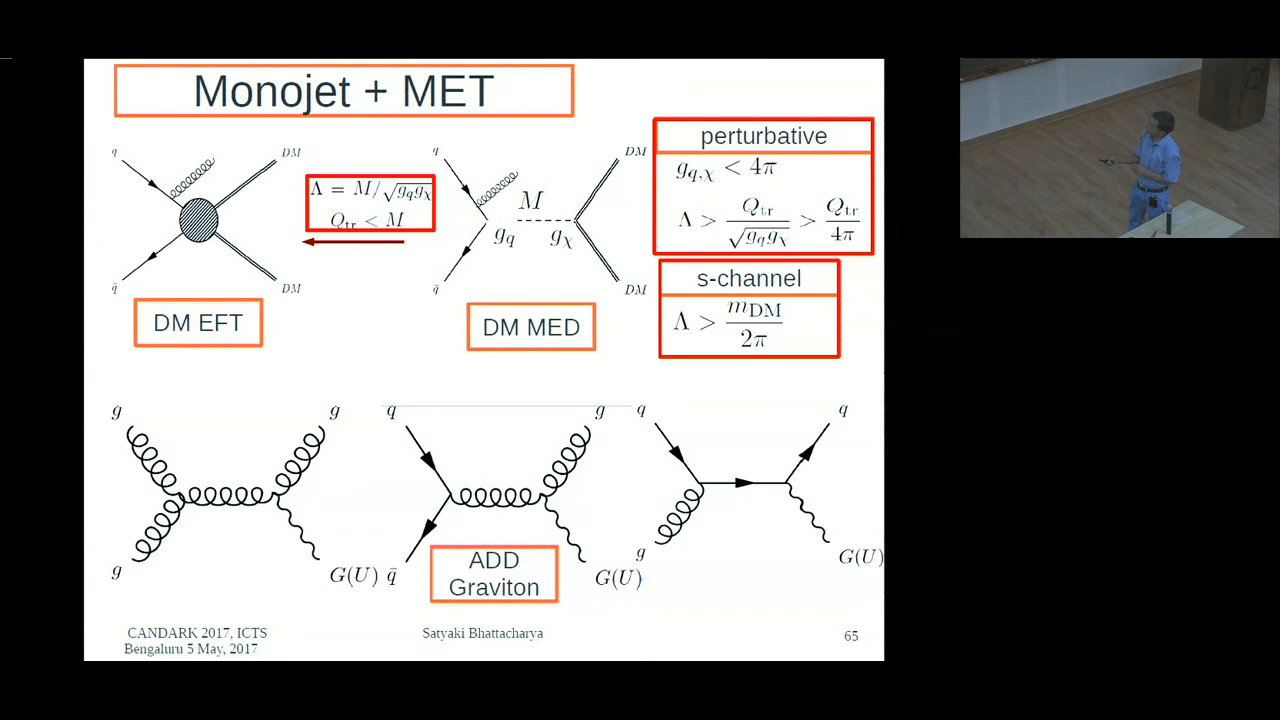 Monojet + MET
q
DM
q̄
DM
Λ = M/√g_q g_χ
Q_tr < M
q
M
g_q
g_χ
DM
q̄
DM
perturbative
g_{q,χ} < 4π
Λ > Q_tr/√g_q g_χ > Q_tr/4π
s-channel
Λ > m_DM/2π
DM EFT
DM MED
g
g
g
G(U)
q
g
q̄
G(U)
ADD
Graviton
q
q
g
G(U)
CANDARK 2017, ICTS
Bengaluru 5 May, 2017
Satyaki Bhattacharya
65